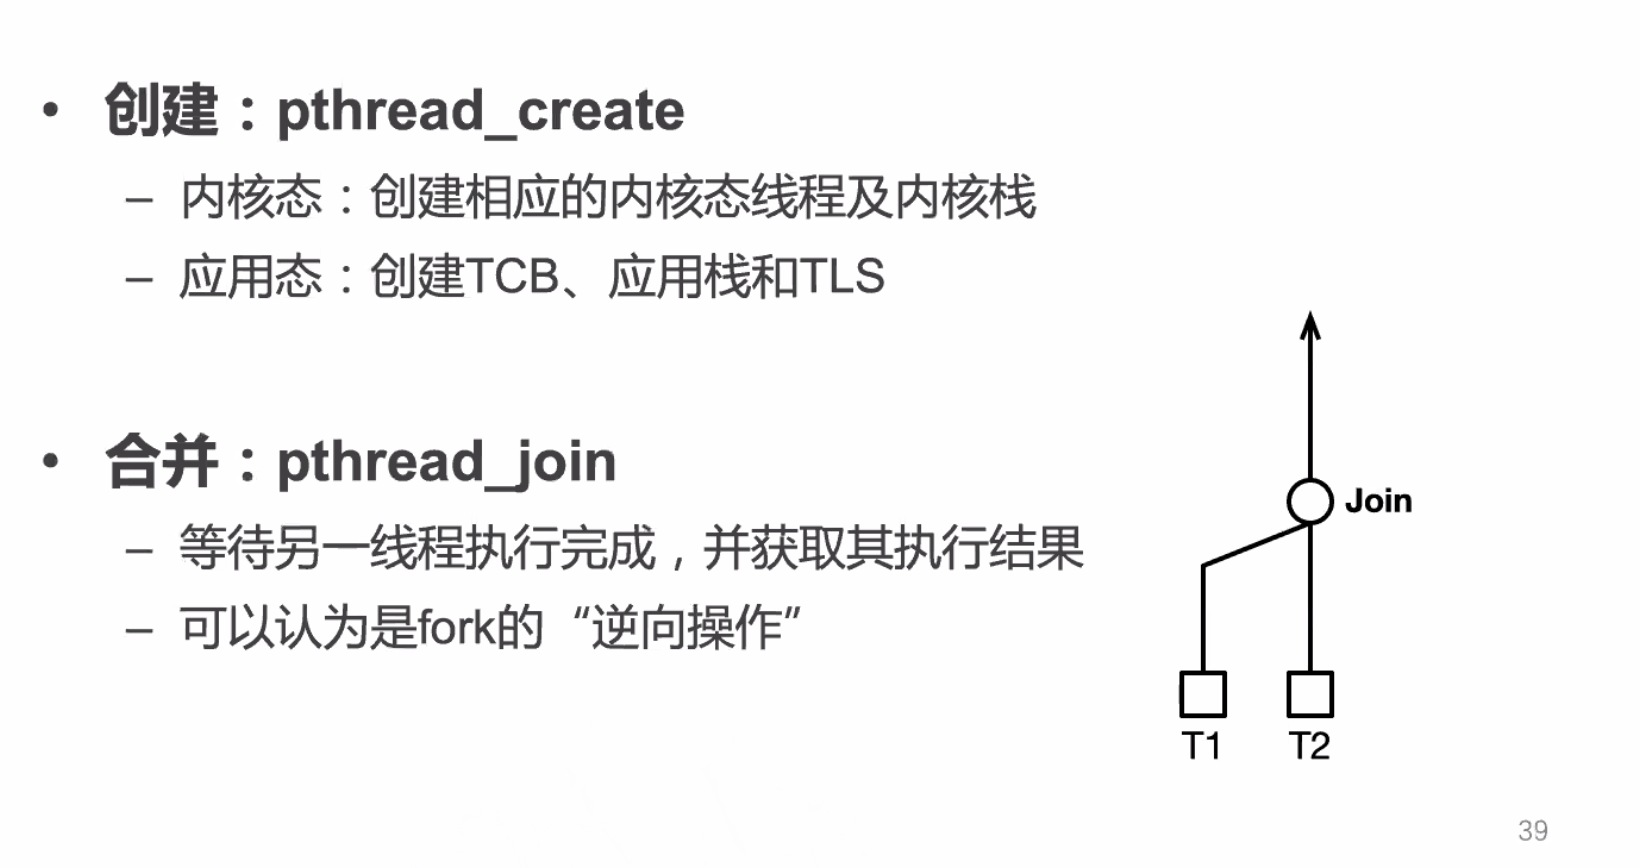 • 创建：pthread_create
– 内核态：创建相应的内核态线程及内核栈
– 应用态：创建TCB、应用栈和TLS
• 合并：pthread_join
– 等待另一线程执行完成，并获取其执行结果
– 可以认为是fork的“逆向操作”
Join
T1 T2
39